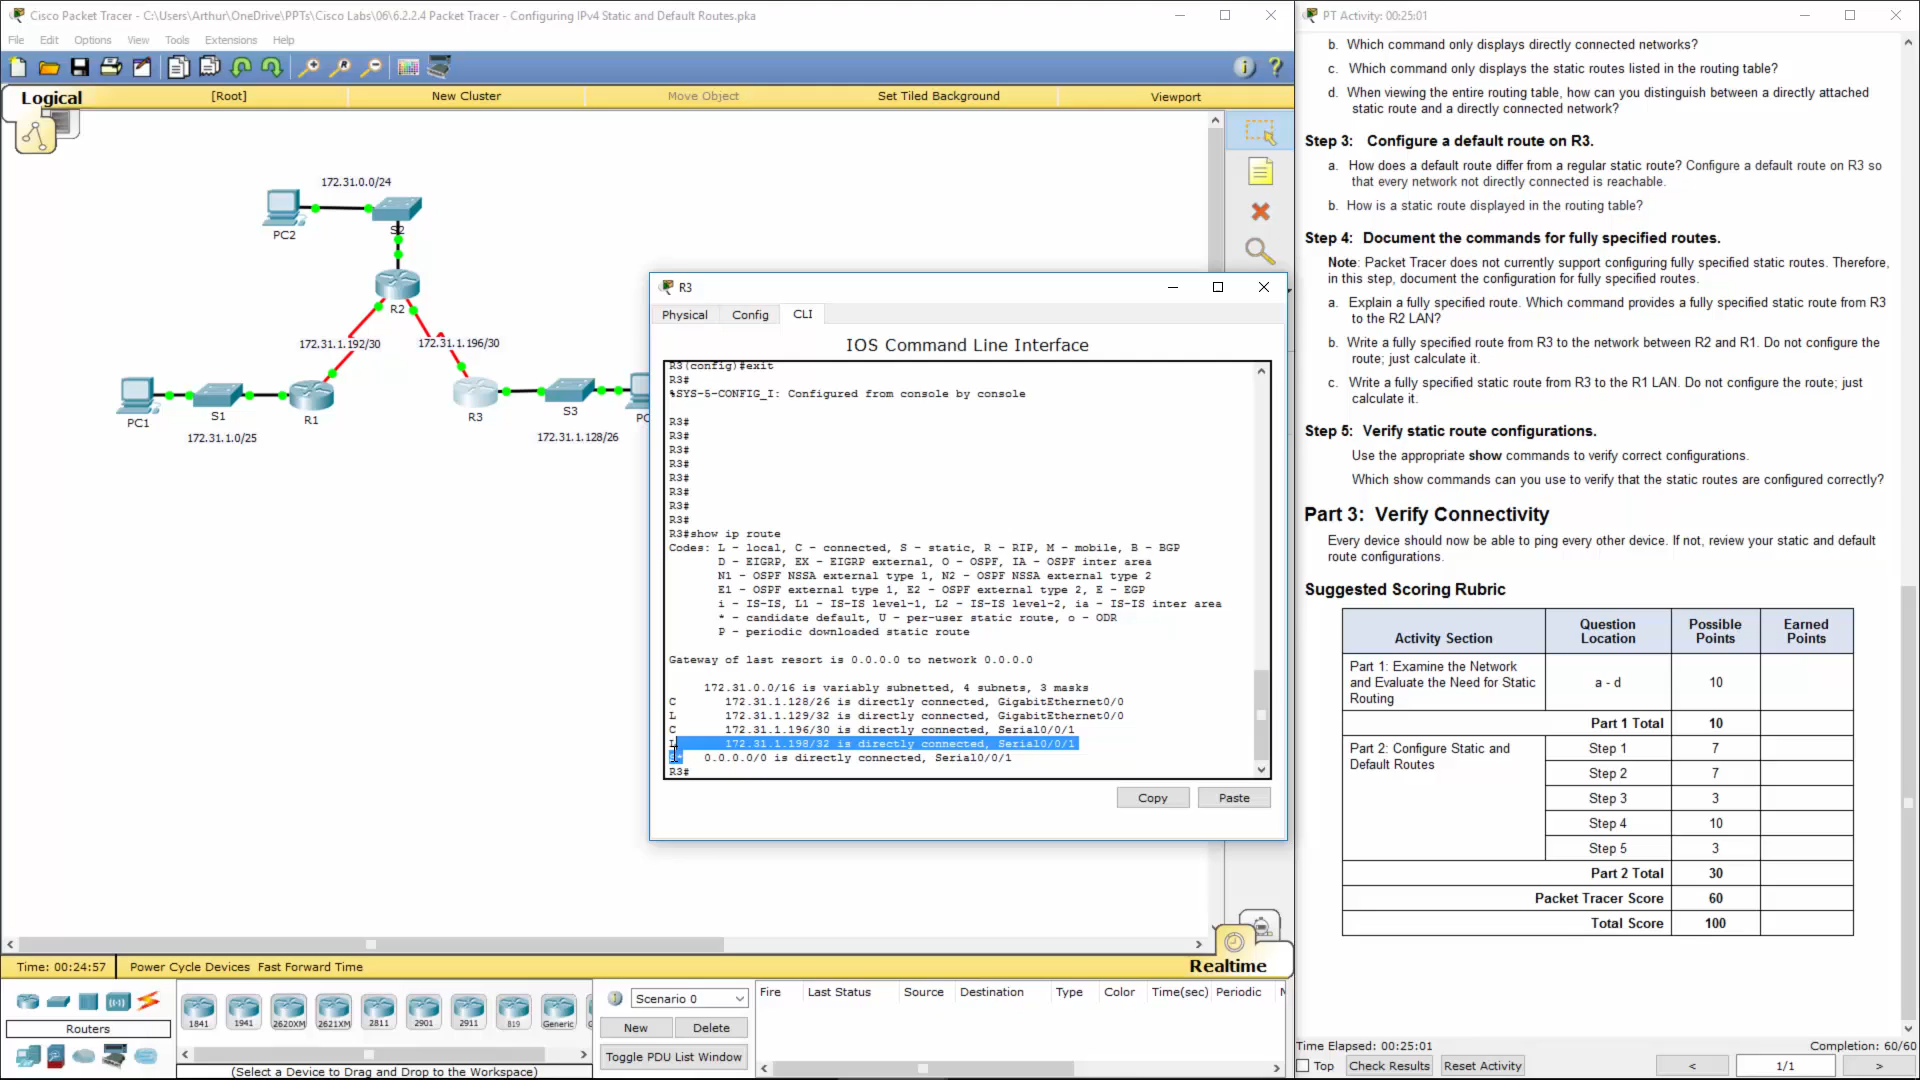 Cisco Packet Tracer - C:\Users\Arthur\OneDrive\PPTs\Cisco Labs\06\6.2.2.4 Packet Tracer - Configuring IPv4 Static and Default Routes.pka
File Edit Options View Tools Extensions Help
Logical
[Root]
New Cluster
Move Object
Set Tiled Background
Viewport
172.31.0.0/24
PC2
S2
R2
172.31.1.192/30
172.31.1.196/30
PC1
S1
R1
R3
S3
172.31.1.0/25
172.31.1.128/26
R3
Physical Config CLI
IOS Command Line Interface
R3(config)#exit
R3#
%SYS-5-CONFIG_I: Configured from console by console
R3#
R3#
R3#
R3#
R3#
R3#
R3#
R3#
R3#show ip route
Codes: L - local, C - connected, S - static, R - RIP, M - mobile, B - BGP
D - EIGRP, EX - EIGRP external, O - OSPF, IA - OSPF inter area
N1 - OSPF NSSA external type 1, N2 - OSPF NSSA external type 2
E1 - OSPF external type 1, E2 - OSPF external type 2, E - EGP
i - IS-IS, L1 - IS-IS level-1, L2 - IS-IS level-2, ia - IS-IS inter area
* - candidate default, U - per-user static route, o - ODR
P - periodic downloaded static route
Gateway of last resort is 0.0.0.0 to network 0.0.0.0
172.31.0.0/16 is variably subnetted, 4 subnets, 3 masks
C 172.31.1.128/26 is directly connected, GigabitEthernet0/0
L 172.31.1.129/32 is directly connected, GigabitEthernet0/0
C 172.31.1.196/30 is directly connected, Serial0/0/1
L 172.31.1.198/32 is directly connected, Serial0/0/1
0.0.0.0/0 is directly connected, Serial0/0/1
R3#
Copy Paste
Realtime
Time: 00:24:57 Power Cycle Devices Fast Forward Time
Routers
1841 1941 2620XM 2621XM 2811 2901 2911 819 Generic
(Select a Device to Drag and Drop to the Workspace)
Scenario 0
New Delete
Toggle PDU List Window
Fire Last Status Source Destination Type Color Time(sec) Periodic
PT Activity: 00:25:01
b. Which command only displays directly connected networks?
c. Which command only displays the static routes listed in the routing table?
d. When viewing the entire routing table, how can you distinguish between a directly attached
static route and a directly connected network?
Step 3: Configure a default route on R3.
a. How does a default route differ from a regular static route? Configure a default route on R3 so
that every network not directly connected is reachable.
b. How is a static route displayed in the routing table?
Step 4: Document the commands for fully specified routes.
Note: Packet Tracer does not currently support configuring fully specified static routes. Therefore,
in this step, document the configuration for fully specified routes.
a. Explain a fully specified route. Which command provides a fully specified static route from R3
to the R2 LAN?
b. Write a fully specified route from R3 to the network between R2 and R1. Do not configure the
route; just calculate it.
c. Write a fully specified static route from R3 to the R1 LAN. Do not configure the route; just
calculate it.
Step 5: Verify static route configurations.
Use the appropriate show commands to verify correct configurations.
Which show commands can you use to verify that the static routes are configured correctly?
Part 3: Verify Connectivity
Every device should now be able to ping every other device. If not, review your static and default
route configurations.
Suggested Scoring Rubric
Activity Section Question Location Possible Points Earned Points
Part 1: Examine the Network and Evaluate the Need for Static Routing a - d 10
Part 1 Total 10
Part 2: Configure Static and Default Routes Step 1 7
Step 2 7
Step 3 3
Step 4 10
Step 5 3
Part 2 Total 30
Packet Tracer Score 60
Total Score 100
Time Elapsed: 00:25:01 Completion: 60/60
Top Check Results Reset Activity < 1/1 >